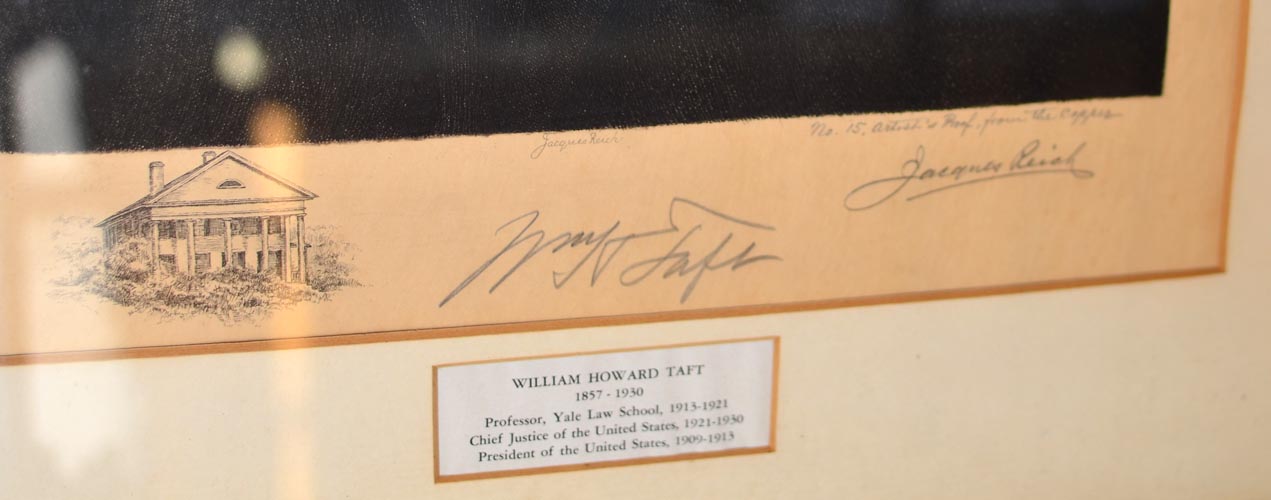 Jacques Reich
No. 15, Artist's Proof, from the Copper
Jacques Reich
Wm H Taft
WILLIAM HOWARD TAFT
1857 - 1930
Professor, Yale Law School, 1913-1921
Chief Justice of the United States, 1921-1930
President of the United States, 1909-1913